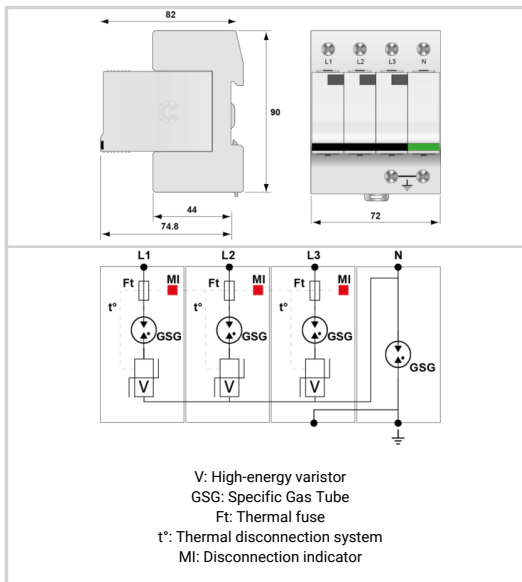 82
L1 L2 L3 N
90
44
74.8
72
L1 L2 L3 N
Ft MI Ft MI Ft MI
t° t° t°
GSG GSG GSG
GSG
V V V
V: High-energy varistor
GSG: Specific Gas Tube
Ft: Thermal fuse
t°: Thermal disconnection system
MI: Disconnection indicator